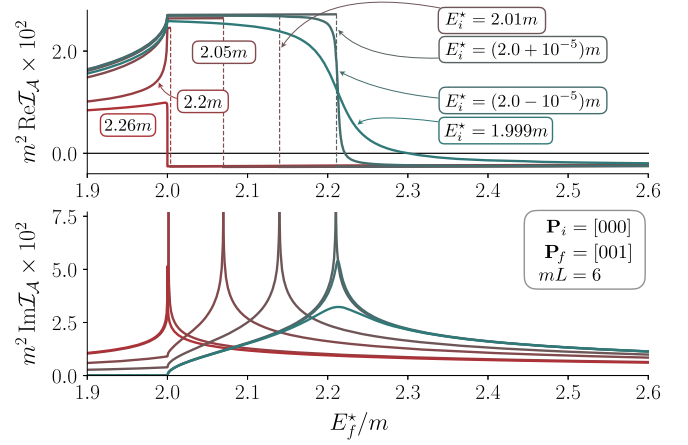 m² Re𝓘_𝒜 × 10²
2.0
0.0
E_i^⋆ = 2.01m
2.05m
E_i^⋆ = (2.0 + 10⁻⁵)m
2.2m
E_i^⋆ = (2.0 − 10⁻⁵)m
2.26m
E_i^⋆ = 1.999m
1.9 2.0 2.1 2.2 2.3 2.4 2.5 2.6
m² Im𝓘_𝒜 × 10²
7.5
5.0
2.5
0.0
P_i = [000]
P_f = [001]
mL = 6
1.9 2.0 2.1 2.2 2.3 2.4 2.5 2.6
E_f^⋆/m